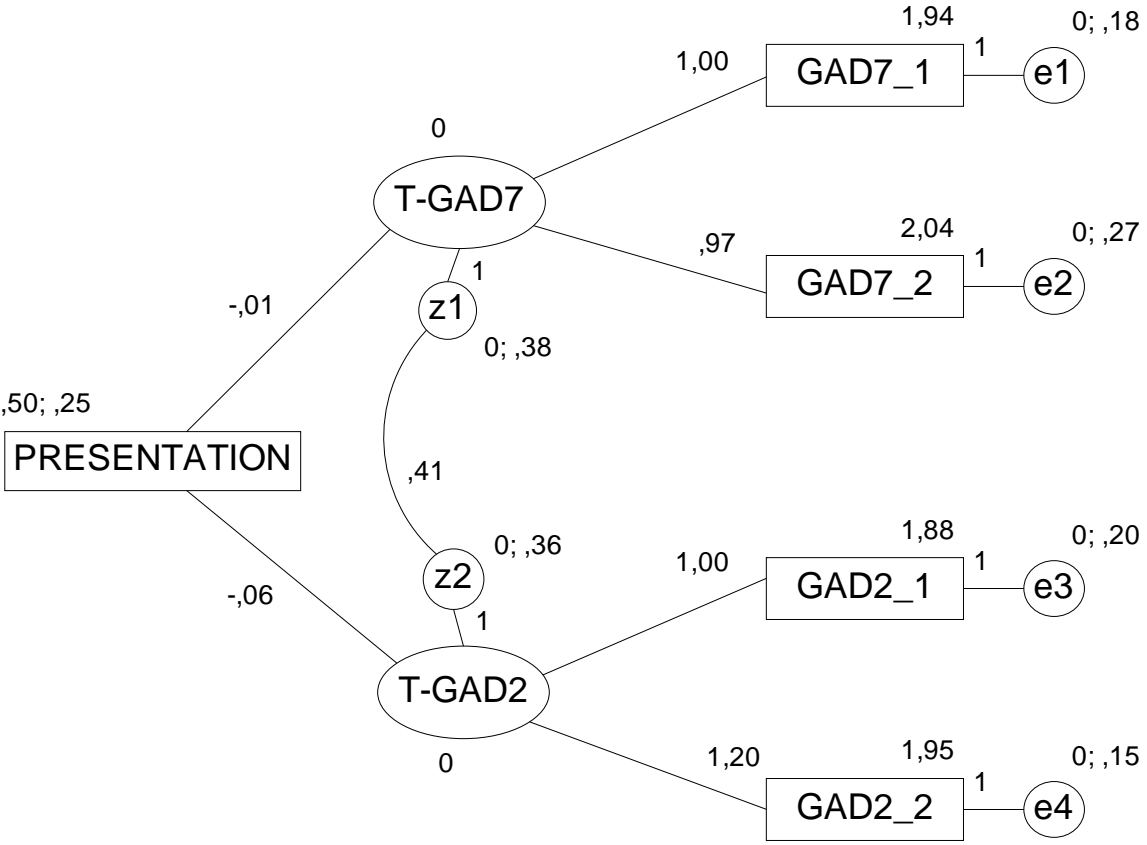 1,94
0; ,18
1,00
GAD7_1
1
e1
0
T-GAD7
,97
2,04
0; ,27
GAD7_2
1
e2
1
z1
0; ,38
-,01
,50; ,25
PRESENTATION
,41
0; ,36
z2
1
-,06
T-GAD2
0
1,88
0; ,20
1,00
GAD2_1
1
e3
1,20
1,95
0; ,15
GAD2_2
1
e4